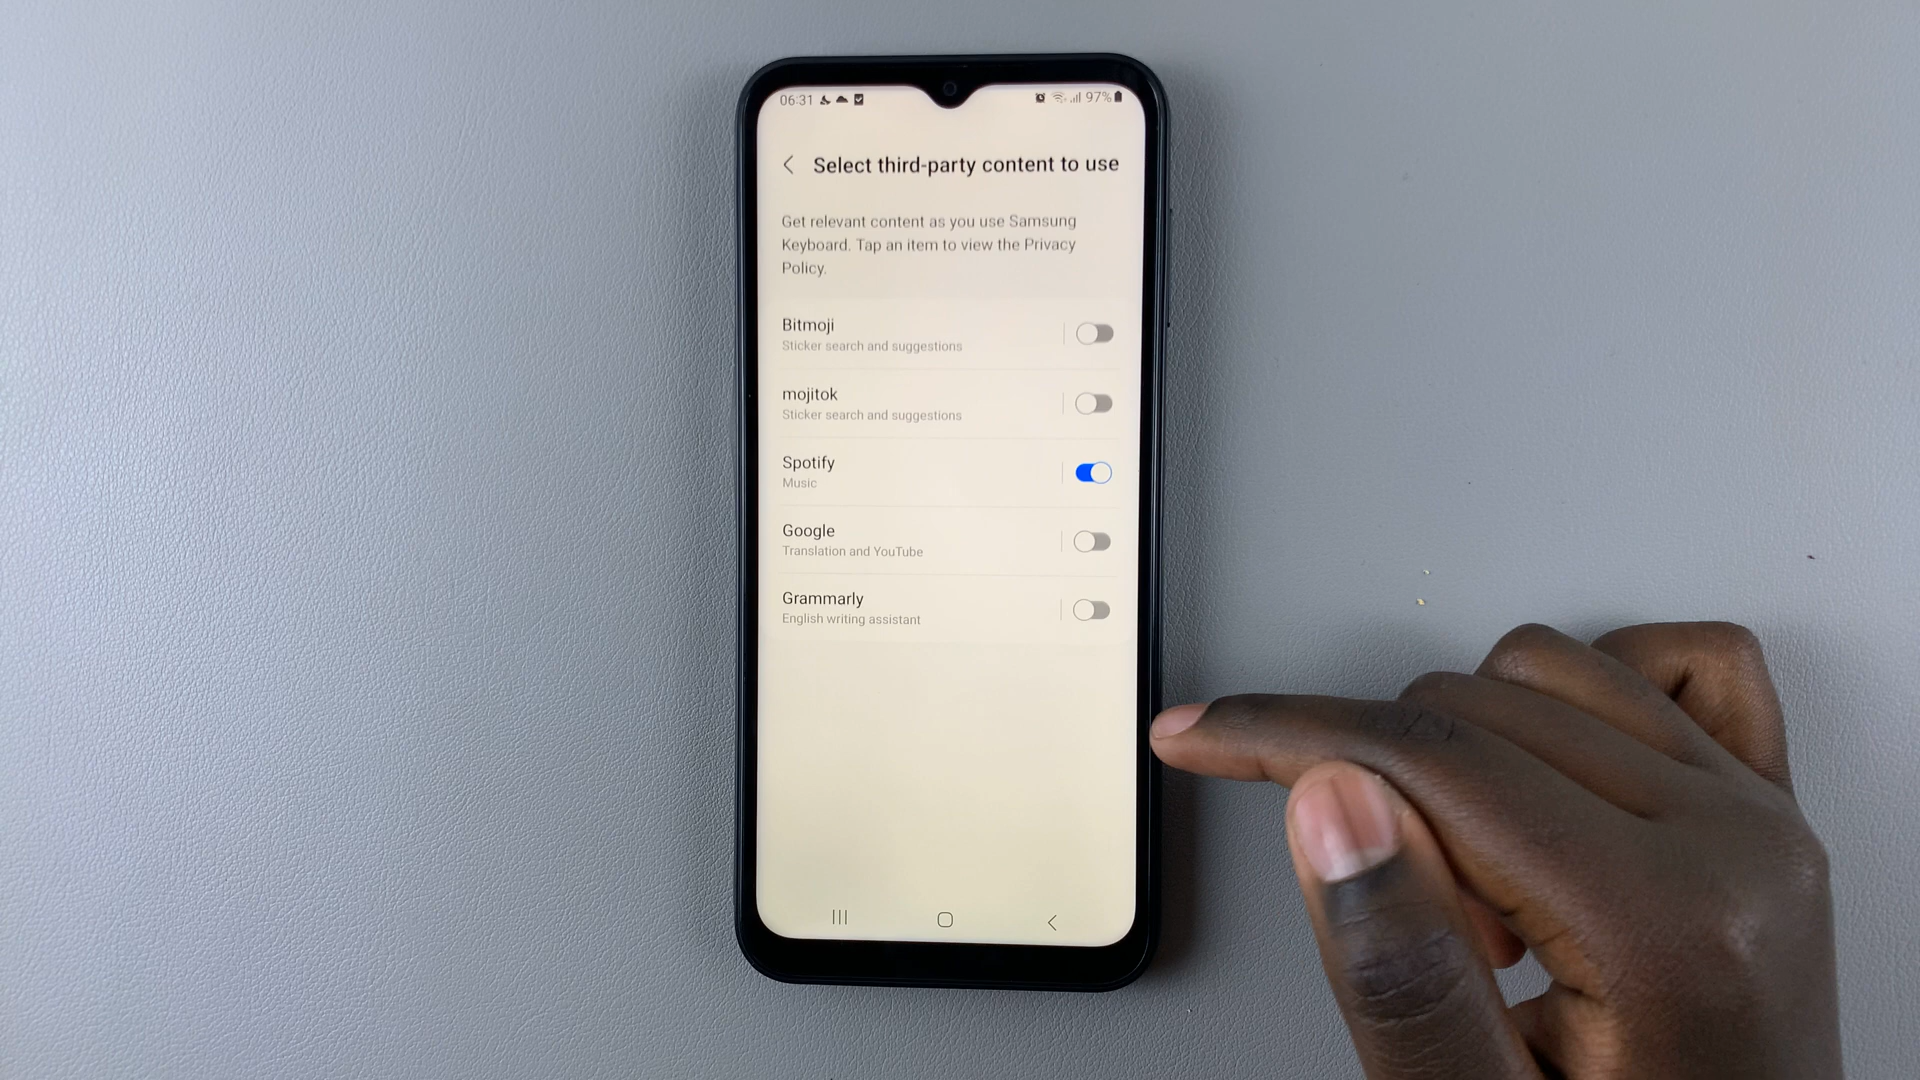 06:31
97%
Select third-party content to use
Get relevant content as you use Samsung
Keyboard. Tap an item to view the Privacy
Policy.
Bitmoji
Sticker search and suggestions
mojitok
Sticker search and suggestions
Spotify
Music
Google
Translation and YouTube
Grammarly
English writing assistant